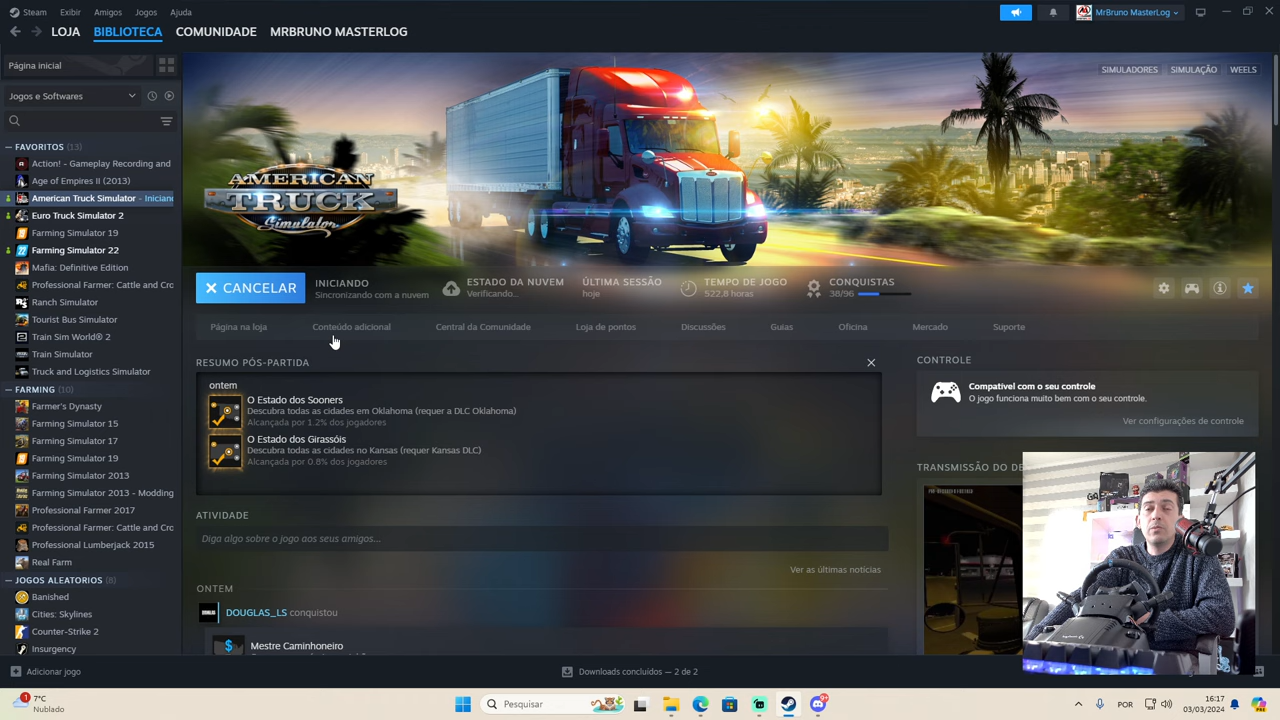 Steam Exibir Amigos Jogos Ajuda
MrBruno MasterLog
LOJA BIBLIOTECA COMUNIDADE MRBRUNO MASTERLOG
Página inicial
Jogos e Softwares
FAVORITOS (13)
Action! - Gameplay Recording and
Age of Empires II (2013)
American Truck Simulator - Iniciand
Euro Truck Simulator 2
Farming Simulator 19
Farming Simulator 22
Mafia: Definitive Edition
Professional Farmer: Cattle and Crc
Ranch Simulator
Tourist Bus Simulator
Train Sim World® 2
Train Simulator
Truck and Logistics Simulator
FARMING (10)
Farmer's Dynasty
Farming Simulator 15
Farming Simulator 17
Farming Simulator 19
Farming Simulator 2013
Farming Simulator 2013 - Modding
Professional Farmer 2017
Professional Farmer: Cattle and Crc
Professional Lumberjack 2015
Real Farm
JOGOS ALEATORIOS (8)
Banished
Cities: Skylines
Counter-Strike 2
Insurgency
Adicionar jogo
SIMULADORES SIMULAÇÃO WEELS
AMERICAN
TRUCK
Simulator
CANCELAR
INICIANDO
Sincronizando com a nuvem
ESTADO DA NUVEM
Verificando...
ÚLTIMA SESSÃO
hoje
TEMPO DE JOGO
522.8 horas
CONQUISTAS
38/96
Página na loja Conteúdo adicional Central da Comunidade Loja de pontos Discussões Guias Oficina Mercado Suporte
RESUMO PÓS-PARTIDA
ontem
O Estado dos Sooners
Descubra todas as cidades em Oklahoma (requer a DLC Oklahoma)
Alcançada por 1.2% dos jogadores
O Estado dos Girassóis
Descubra todas as cidades no Kansas (requer Kansas DLC)
Alcançada por 0.8% dos jogadores
ATIVIDADE
Diga algo sobre o jogo aos seus amigos...
Ver as últimas notícias
ONTEM
DOUGLAS_LS conquistou
Mestre Caminhoneiro
CONTROLE
Compatível com o seu controle
O jogo funciona muito bem com o seu controle.
Ver configurações de controle
TRANSMISSÃO DO DE
Downloads concluídos — 2 de 2
1
7°C
Nublado
Pesquisar
9+
POR
16:17
03/03/2024